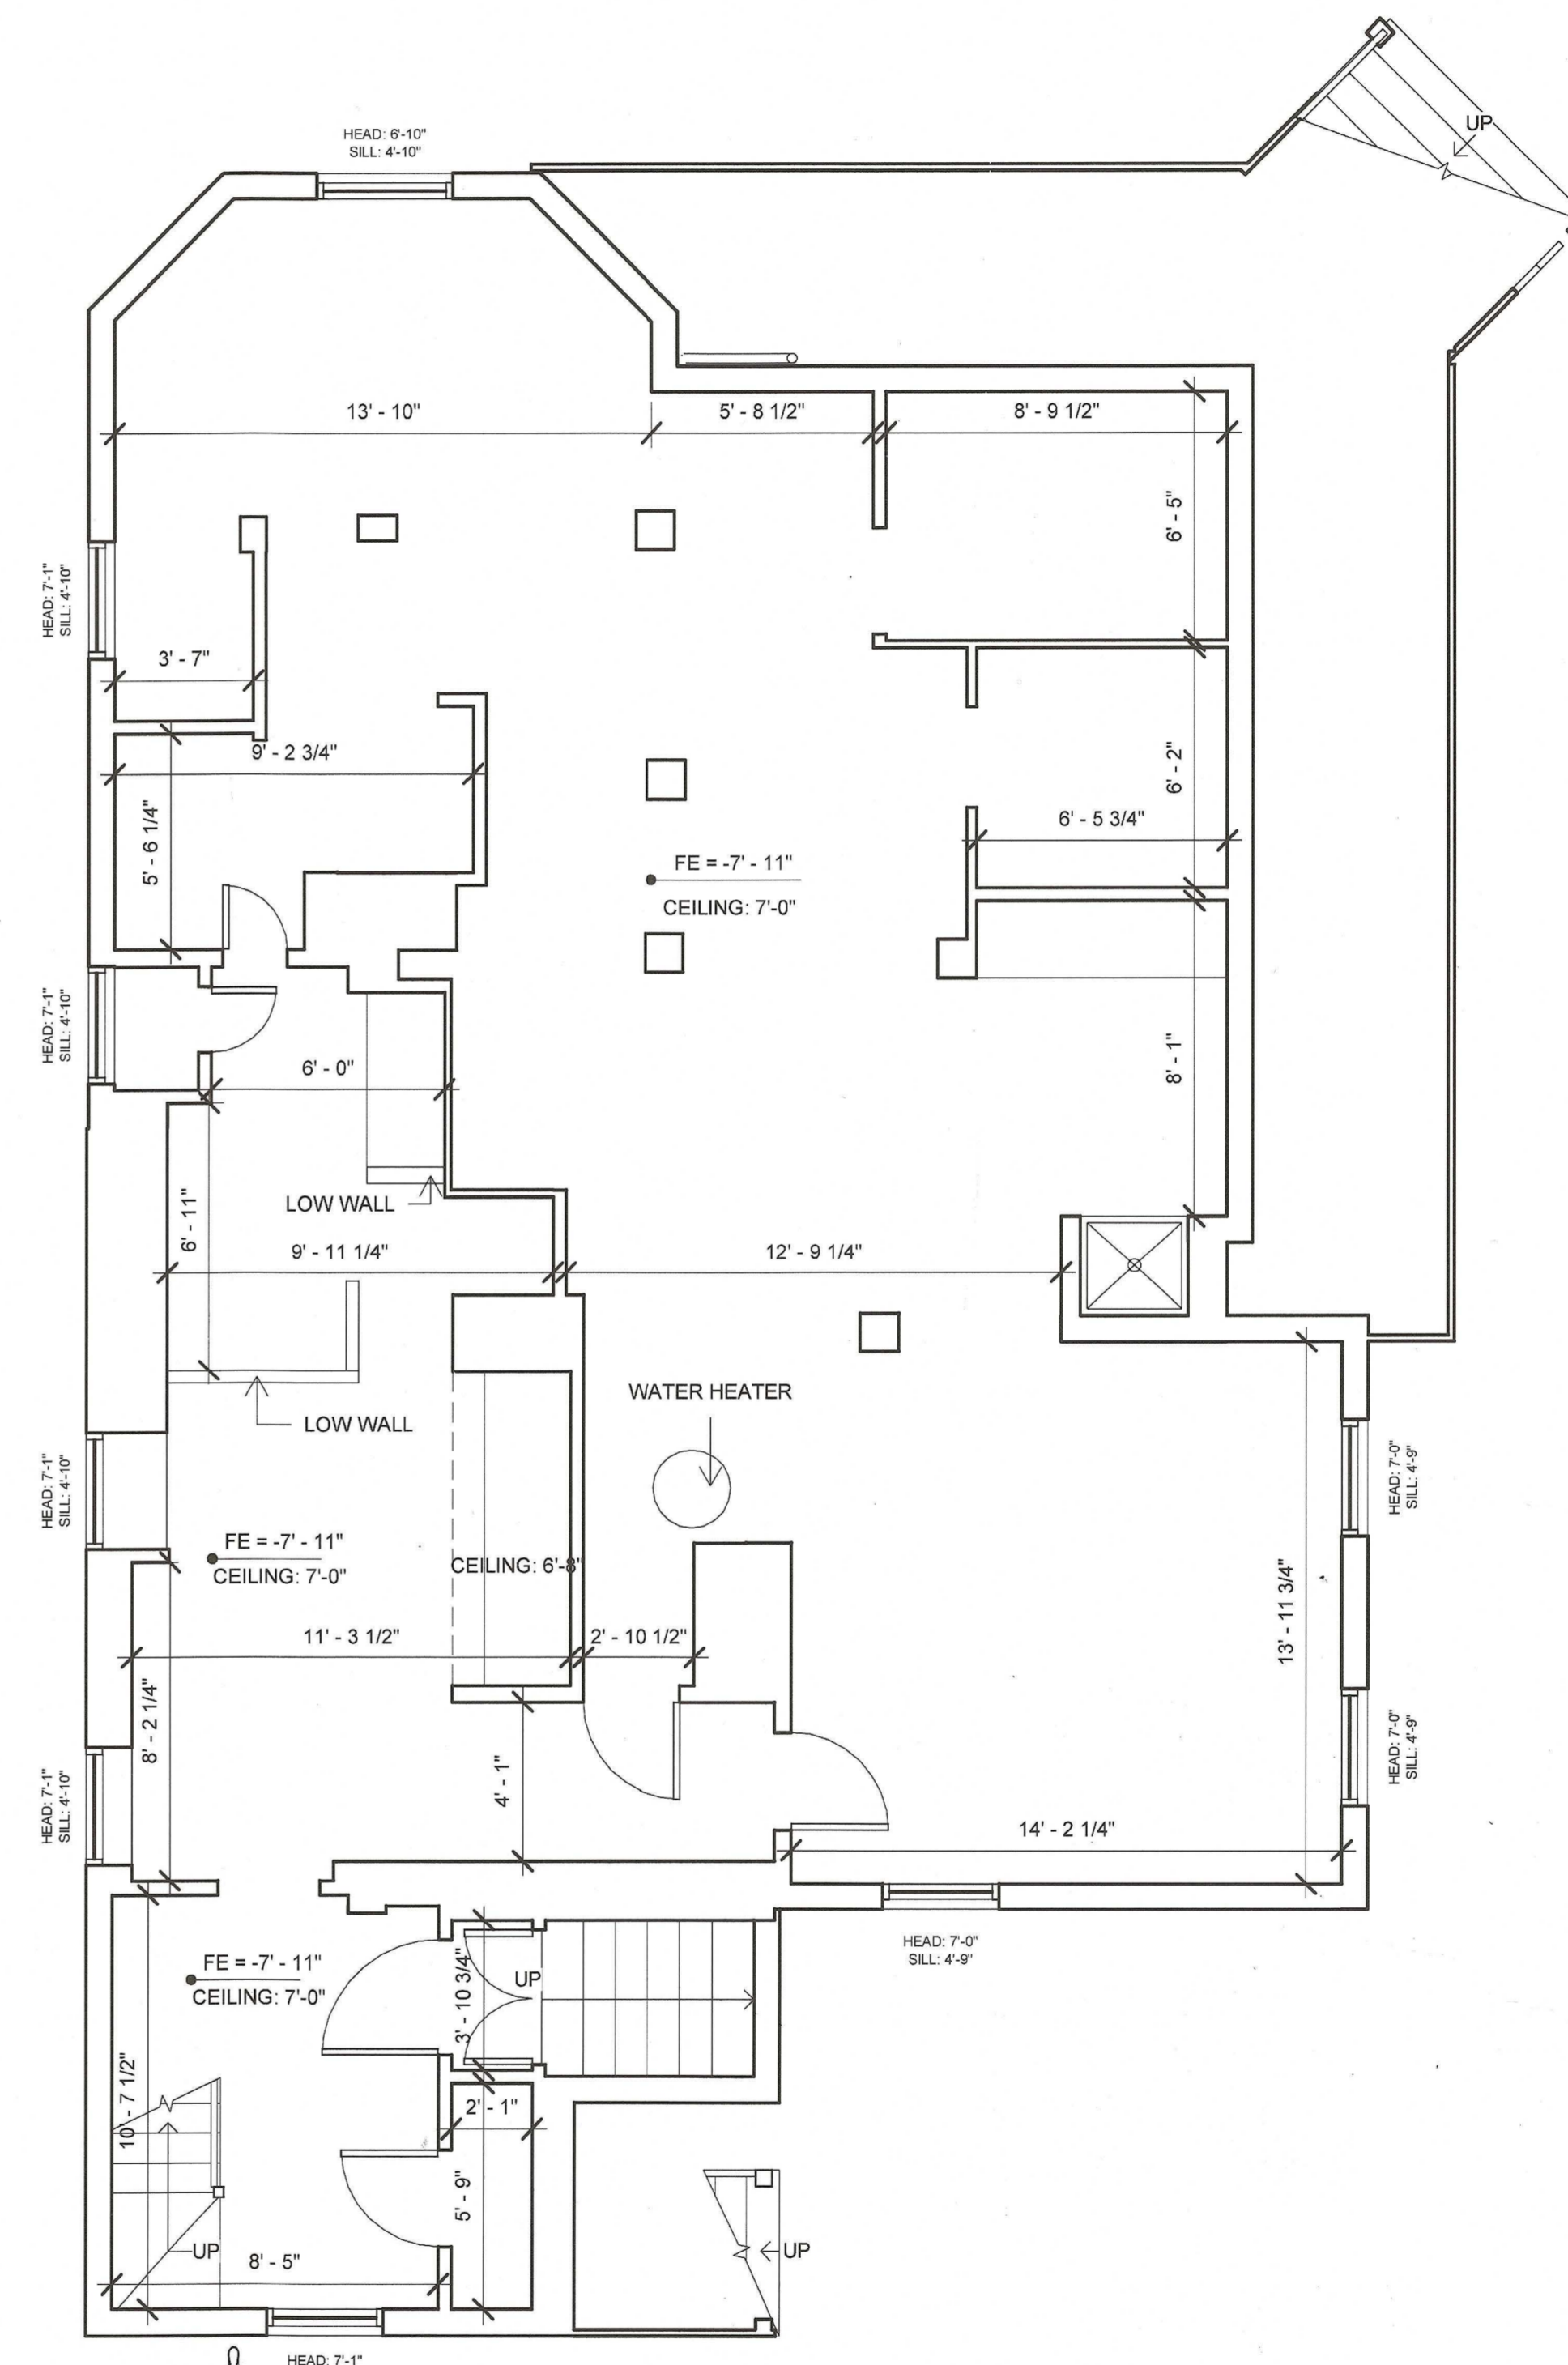 UP
HEAD: 6'-10"
SILL: 4'-10"
13' - 10"
5' - 8 1/2"
8' - 9 1/2"
6' - 5"
HEAD: 7'-1"
SILL: 4'-10"
3' - 7"
9' - 2 3/4"
6' - 2"
5' - 6 1/4"
6' - 5 3/4"
FE = -7' - 11"
CEILING: 7'-0"
HEAD: 7'-1"
SILL: 4'-10"
6' - 0"
8' - 1"
LOW WALL
6' - 11"
9' - 11 1/4"
12' - 9 1/4"
WATER HEATER
LOW WALL
HEAD: 7'-1"
SILL: 4'-10"
HEAD: 7'-0"
SILL: 4'-9"
FE = -7' - 11"
CEILING: 7'-0"
CEILING: 6'-8"
13' - 11 3/4"
11' - 3 1/2"
2' - 10 1/2"
8' - 2 1/4"
HEAD: 7'-0"
SILL: 4'-9"
4' - 1"
HEAD: 7'-1"
SILL: 4'-10"
14' - 2 1/4"
HEAD: 7'-0"
SILL: 4'-9"
FE = -7' - 11"
CEILING: 7'-0"
3' - 10 3/4"
UP
10' - 7 1/2"
2' - 1"
5' - 9"
UP
UP
8' - 5"
HEAD: 7'-1"